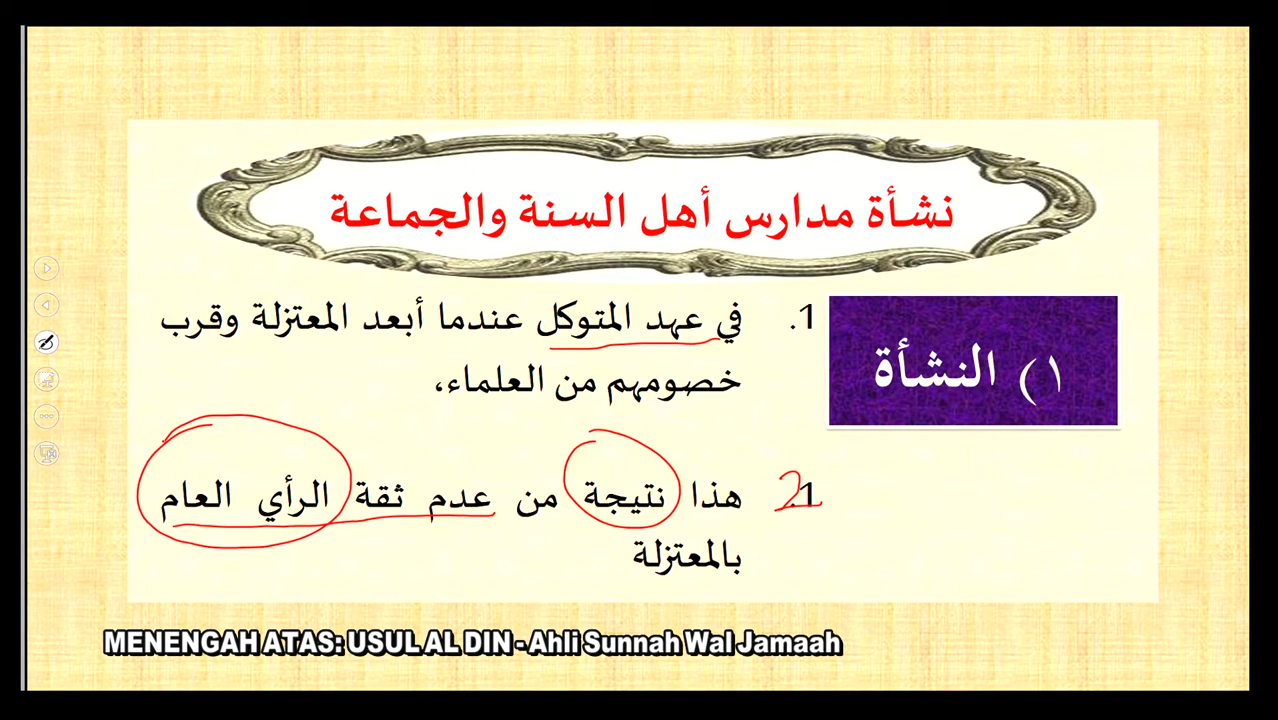 نشأة مدارس أهل السنة والجماعة
١) النشأة
1. في عهد المتوكل عندما أبعد المعتزلة وقرب
خصومهم من العلماء،
1. 2 هذا نتيجة من عدم ثقة الرأي العام
بالمعتزلة
MENENGAH ATAS: USUL AL DIN - Ahli Sunnah Wal Jamaah